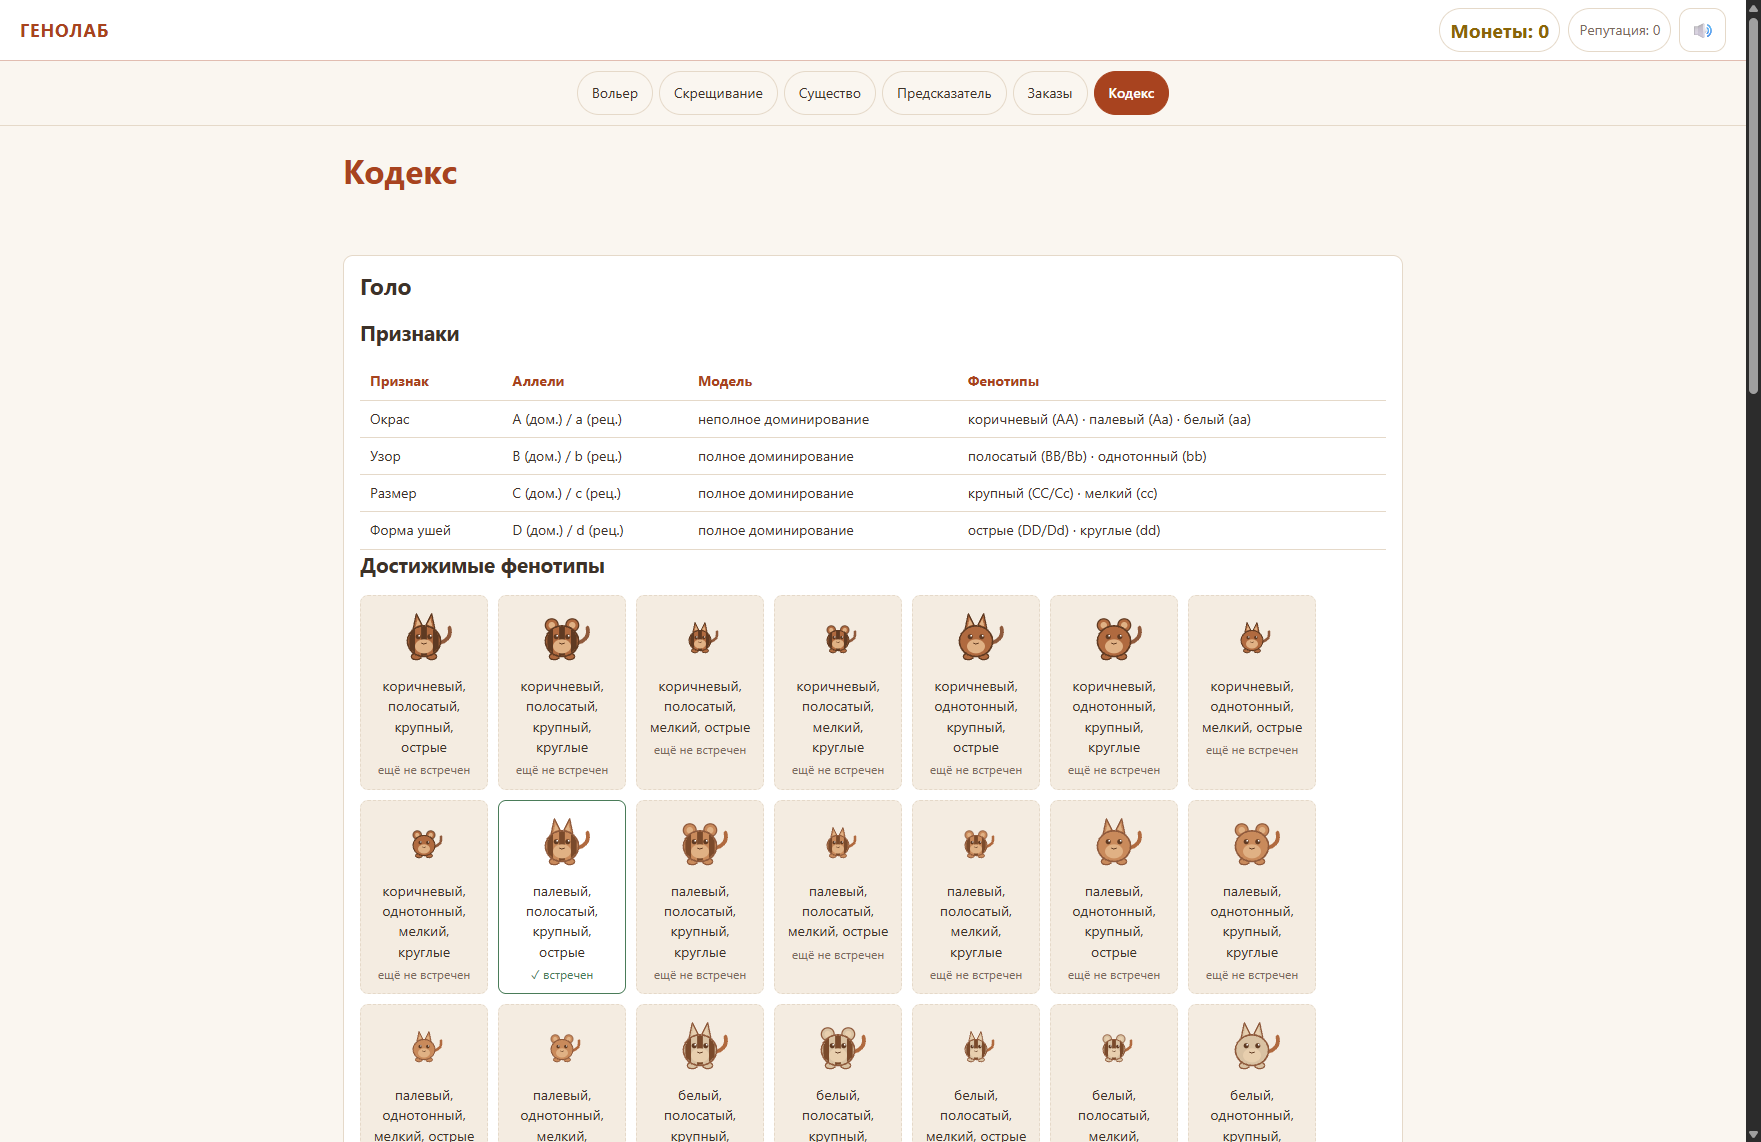 ГЕНОЛАБ
Монеты: 0
Репутация: 0
Вольер
Скрещивание
Существо
Предсказатель
Заказы
Кодекс
Кодекс
Голо
Признаки
Признак Аллели Модель Фенотипы
Окрас A (дом.) / a (рец.) неполное доминирование коричневый (AA) · палевый (Aa) · белый (aa)
Узор B (дом.) / b (рец.) полное доминирование полосатый (BB/Bb) · однотонный (bb)
Размер C (дом.) / c (рец.) полное доминирование крупный (CC/Cc) · мелкий (cc)
Форма ушей D (дом.) / d (рец.) полное доминирование острые (DD/Dd) · круглые (dd)
Достижимые фенотипы
коричневый,
полосатый,
крупный,
острые
ещё не встречен
коричневый,
полосатый,
крупный,
круглые
ещё не встречен
коричневый,
полосатый,
мелкий, острые
ещё не встречен
коричневый,
полосатый,
мелкий,
круглые
ещё не встречен
коричневый,
однотонный,
крупный,
острые
ещё не встречен
коричневый,
однотонный,
крупный,
круглые
ещё не встречен
коричневый,
однотонный,
мелкий, острые
ещё не встречен
коричневый,
однотонный,
мелкий,
круглые
ещё не встречен
палевый,
полосатый,
крупный,
острые
✓ встречен
палевый,
полосатый,
крупный,
круглые
ещё не встречен
палевый,
полосатый,
мелкий, острые
ещё не встречен
палевый,
полосатый,
мелкий,
круглые
ещё не встречен
палевый,
однотонный,
крупный,
острые
ещё не встречен
палевый,
однотонный,
крупный,
круглые
ещё не встречен
палевый,
однотонный,
мелкий, острые
палевый,
однотонный,
мелкий,
белый,
полосатый,
крупный,
белый,
полосатый,
крупный,
белый,
полосатый,
мелкий, острые
белый,
полосатый,
мелкий,
белый,
однотонный,
крупный,